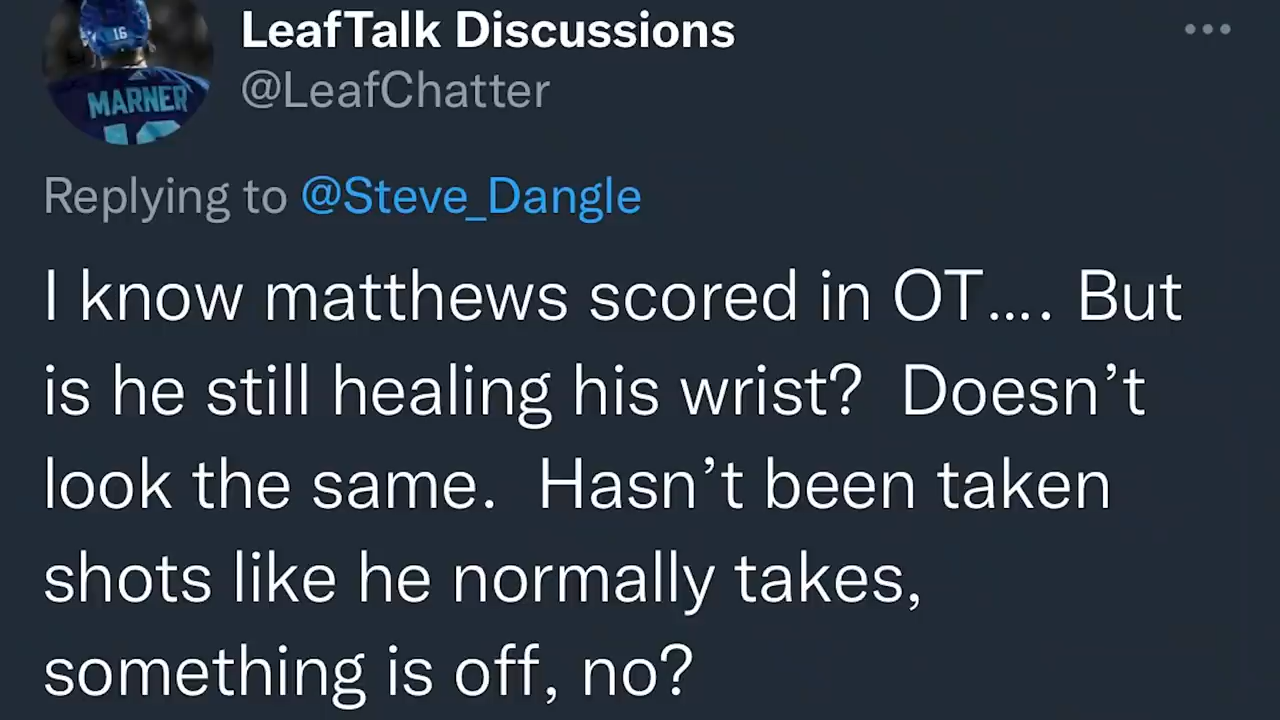 LeafTalk Discussions
@LeafChatter
16
MARNER
Replying to @Steve_Dangle
I know matthews scored in OT.... But
is he still healing his wrist?  Doesn’t
look the same.  Hasn’t been taken
shots like he normally takes,
something is off, no?